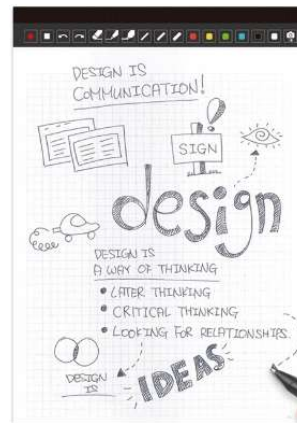 DESIGN IS
COMMUNICATION!
SIGN
design
DESIGN IS
A WAY OF THINKING
• LATER THINKING
• CRITICAL THINKING
• LOOKING FOR RELATIONSHIPS.
DESIGN
IS
IDEAS